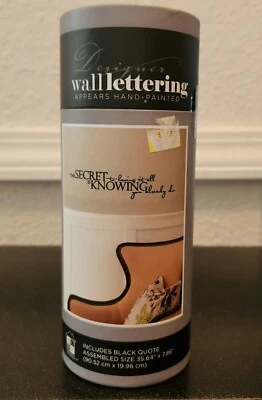 Designer
wall lettering
APPEARS HAND-PAINTED
THE SECRET to having it all
is KNOWING you already do
INCLUDES BLACK QUOTE
ASSEMBLED SIZE 35.64" x 7.86"
(90.52 cm x 19.96 cm)